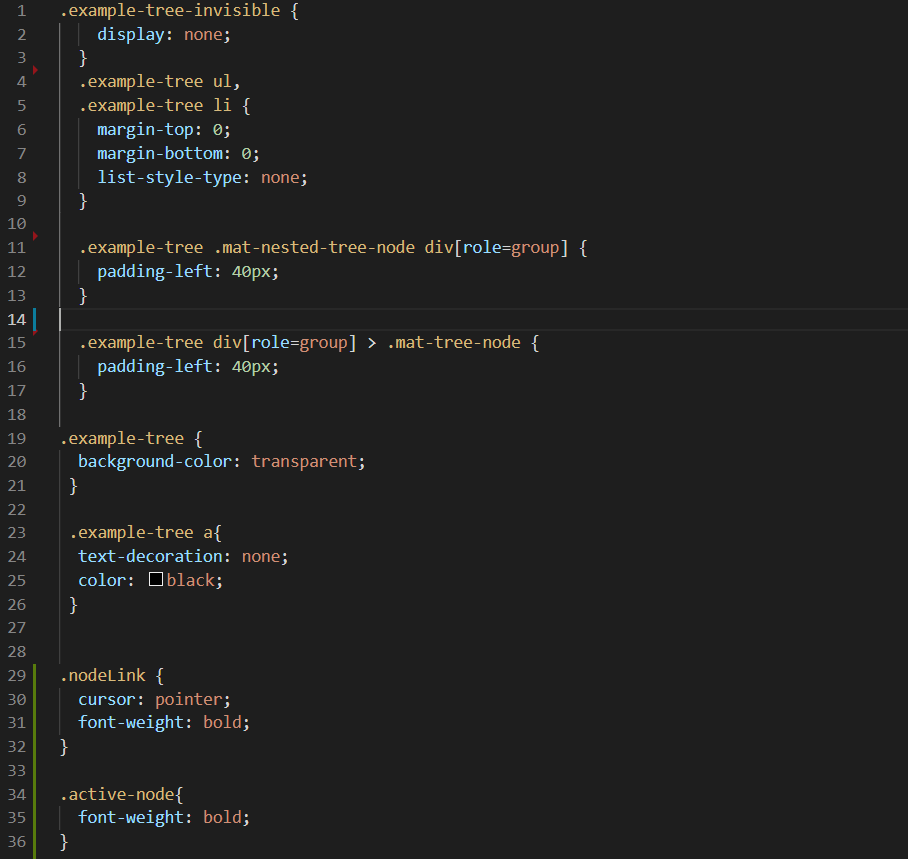 1 .example-tree-invisible {
2     display: none;
3   }
4   .example-tree ul,
5   .example-tree li {
6     margin-top: 0;
7     margin-bottom: 0;
8     list-style-type: none;
9   }
10
11   .example-tree .mat-nested-tree-node div[role=group] {
12     padding-left: 40px;
13   }
14
15   .example-tree div[role=group] > .mat-tree-node {
16     padding-left: 40px;
17   }
18
19 .example-tree {
20   background-color: transparent;
21  }
22
23  .example-tree a{
24   text-decoration: none;
25   color: black;
26  }
27
28
29 .nodeLink {
30   cursor: pointer;
31   font-weight: bold;
32 }
33
34 .active-node{
35   font-weight: bold;
36 }